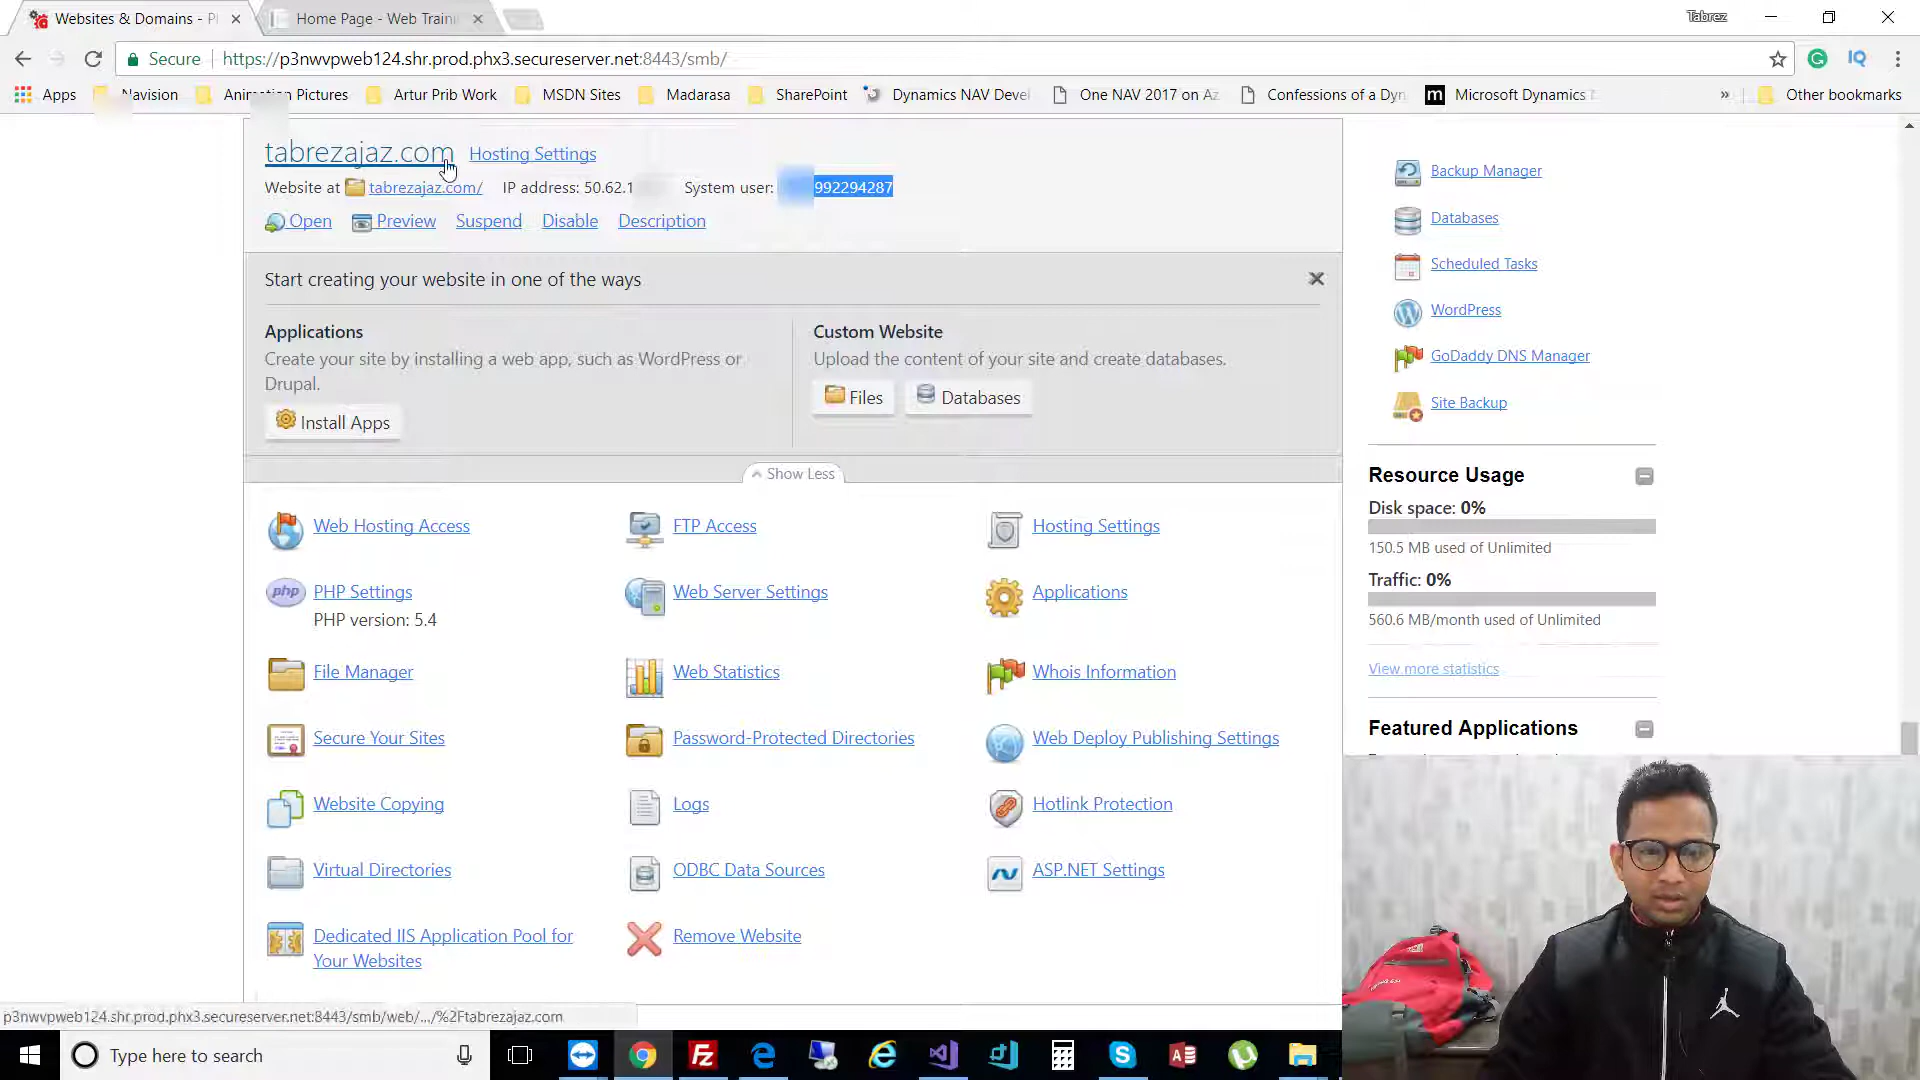 Websites & Domains - Pl
Home Page - Web Traini
Tabrez
Secure
https://p3nwvpweb124.shr.prod.phx3.secureserver.net:8443/smb/
Apps
Navision
Animation Pictures
Artur Prib Work
MSDN Sites
Madarasa
SharePoint
Dynamics NAV Devel
One NAV 2017 on Az
Confessions of a Dyn
Microsoft Dynamics
»
Other bookmarks
tabrezajaz.com Hosting Settings
Website at tabrezajaz.com/ IP address: 50.62.1 System user: 992294287
Open Preview Suspend Disable Description
Start creating your website in one of the ways
Applications
Create your site by installing a web app, such as WordPress or
Drupal.
Install Apps
Custom Website
Upload the content of your site and create databases.
Files Databases
Show Less
Web Hosting Access FTP Access Hosting Settings
PHP Settings Web Server Settings Applications
PHP version: 5.4
File Manager Web Statistics Whois Information
Secure Your Sites Password-Protected Directories Web Deploy Publishing Settings
Website Copying Logs Hotlink Protection
Virtual Directories ODBC Data Sources ASP.NET Settings
Dedicated IIS Application Pool for
Your Websites
Remove Website
Backup Manager
Databases
Scheduled Tasks
WordPress
GoDaddy DNS Manager
Site Backup
Resource Usage
Disk space: 0%
150.5 MB used of Unlimited
Traffic: 0%
560.6 MB/month used of Unlimited
View more statistics
Featured Applications
p3nwvpweb124.shr.prod.phx3.secureserver.net:8443/smb/web/.../%2Ftabrezajaz.com
Type here to search